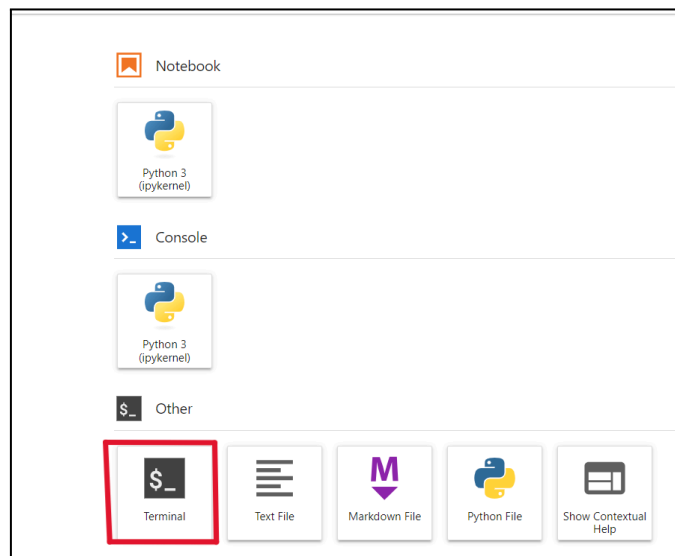 Notebook
Python 3
(ipykernel)
>_ Console
Python 3
(ipykernel)
$_ Other
$_
M
Terminal
Text File
Markdown File
Python File
Show Contextual
Help